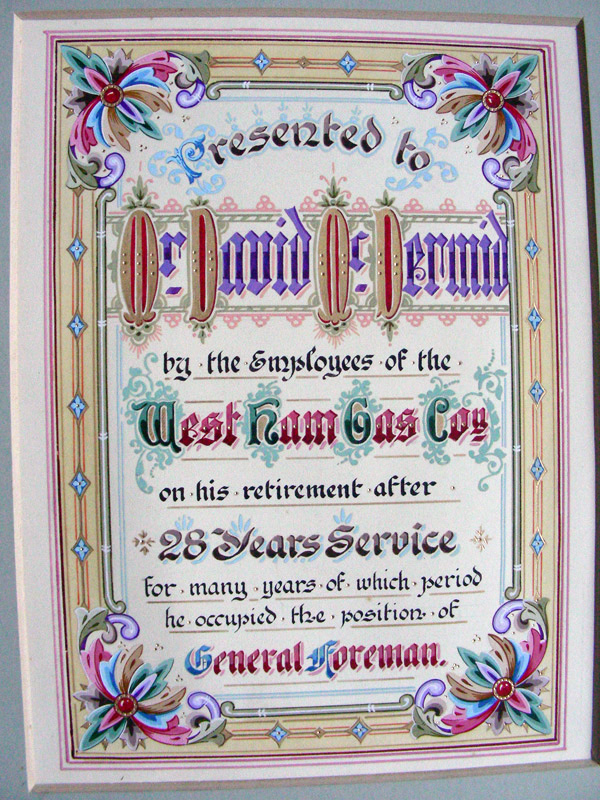 Presented to
Mr. David Mc. Dermid
by the Employees of the
West Ham Gas Coy
on his retirement after
28 Years Service
for many years of which period
he occupied the position of
General Foreman.